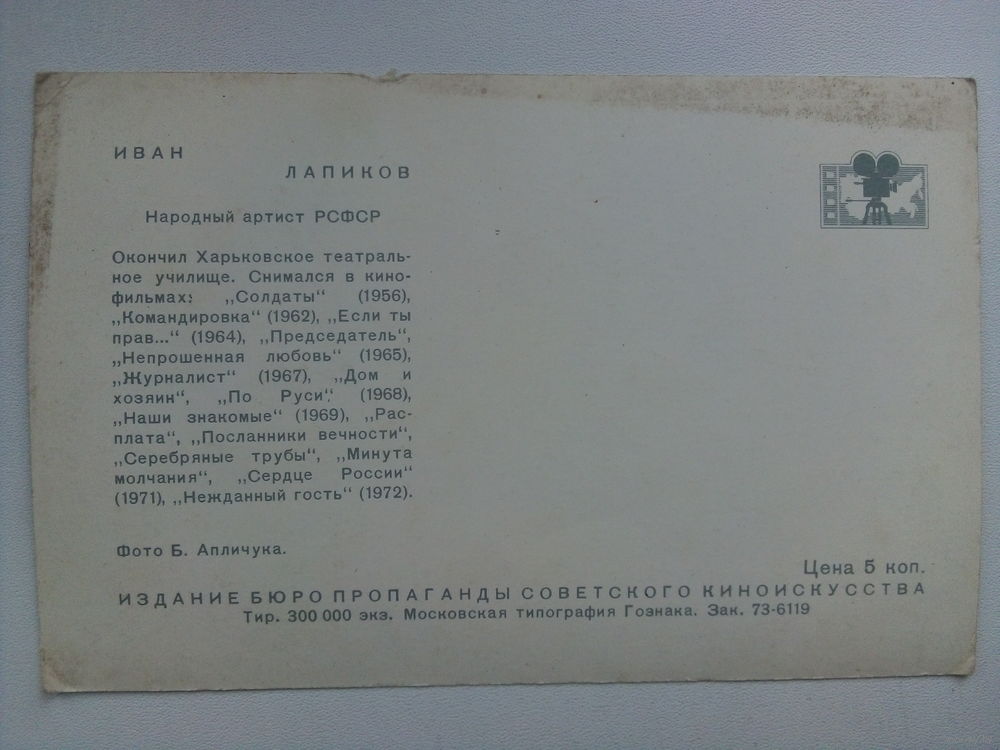 ИВАН
ЛАПИКОВ
Народный артист РСФСР
Окончил Харьковское театраль-
ное училище. Снимался в кино-
фильмах: „Солдаты“ (1956),
„Командировка“ (1962), „Если ты
прав...“ (1964), „Председатель“,
„Непрошенная любовь“ (1965),
„Журналист“ (1967), „Дом и
хозяин“, „По Руси“ (1968),
„Наши знакомые“ (1969), „Рас-
плата“, „Посланники вечности“,
„Серебряные трубы“, „Минута
молчания“, „Сердце России“
(1971), „Нежданный гость“ (1972).
Фото Б. Апличука.
Цена 5 коп.
ИЗДАНИЕ БЮРО ПРОПАГАНДЫ СОВЕТСКОГО КИНОИСКУССТВА
Тир. 300 000 экз. Московская типография Гознака. Зак. 73-6119